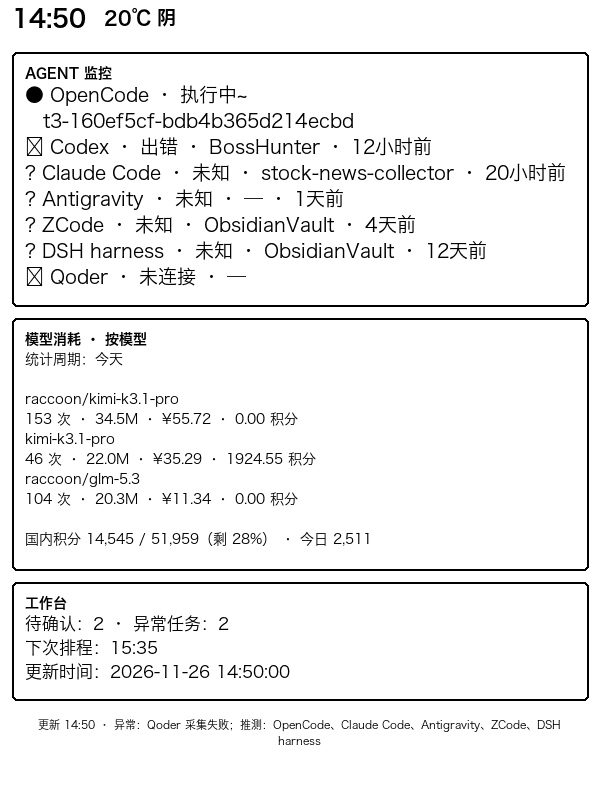 14:50 20℃ 阴
AGENT 监控
● OpenCode · 执行中~
t3-160ef5cf-bdb4b365d214ecbd
☒ Codex · 出错 · BossHunter · 12小时前
? Claude Code · 未知 · stock-news-collector · 20小时前
? Antigravity · 未知 · — · 1天前
? ZCode · 未知 · ObsidianVault · 4天前
? DSH harness · 未知 · ObsidianVault · 12天前
☒ Qoder · 未连接 · —
模型消耗 · 按模型
统计周期：今天
raccoon/kimi-k3.1-pro
153 次 · 34.5M · ¥55.72 · 0.00 积分
kimi-k3.1-pro
46 次 · 22.0M · ¥35.29 · 1924.55 积分
raccoon/glm-5.3
104 次 · 20.3M · ¥11.34 · 0.00 积分
国内积分 14,545 / 51,959（剩 28%） · 今日 2,511
工作台
待确认：2 · 异常任务：2
下次排程：15:35
更新时间：2026-11-26 14:50:00
更新 14:50 · 异常：Qoder 采集失败；推测：OpenCode、Claude Code、Antigravity、ZCode、DSH
harness